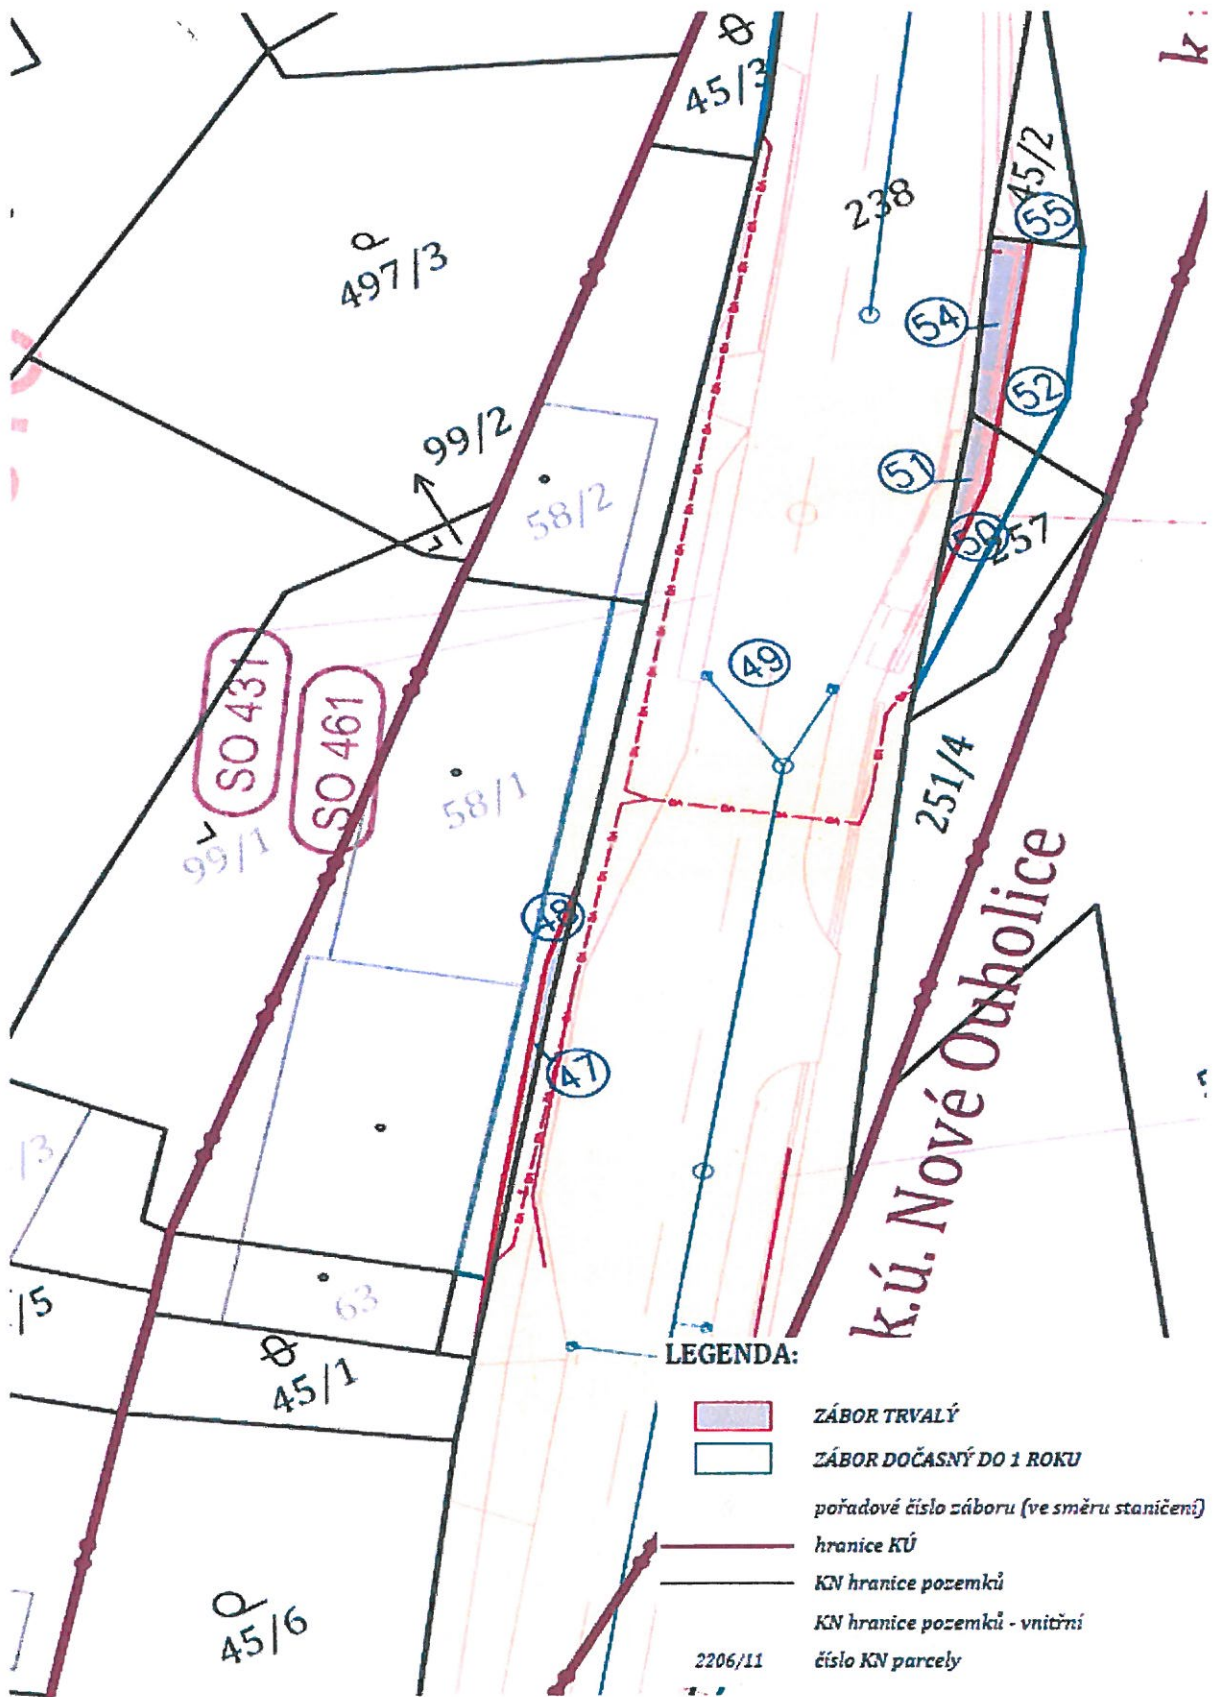 45/3
k
45/2
238
55
497/3
54
52
99/2
51
58/2
50
257
49
SO 431
SO 461
58/1
251/4
99/1
48
47
k.ú. Nové Ouholice
/3
/5
63
45/1
45/6
LEGENDA:
ZÁBOR TRVALÝ
ZÁBOR DOČASNÝ DO 1 ROKU
pořadové číslo záboru (ve směru staničení)
hranice KÚ
KN hranice pozemků
KN hranice pozemků - vnitřní
2206/11 číslo KN parcely